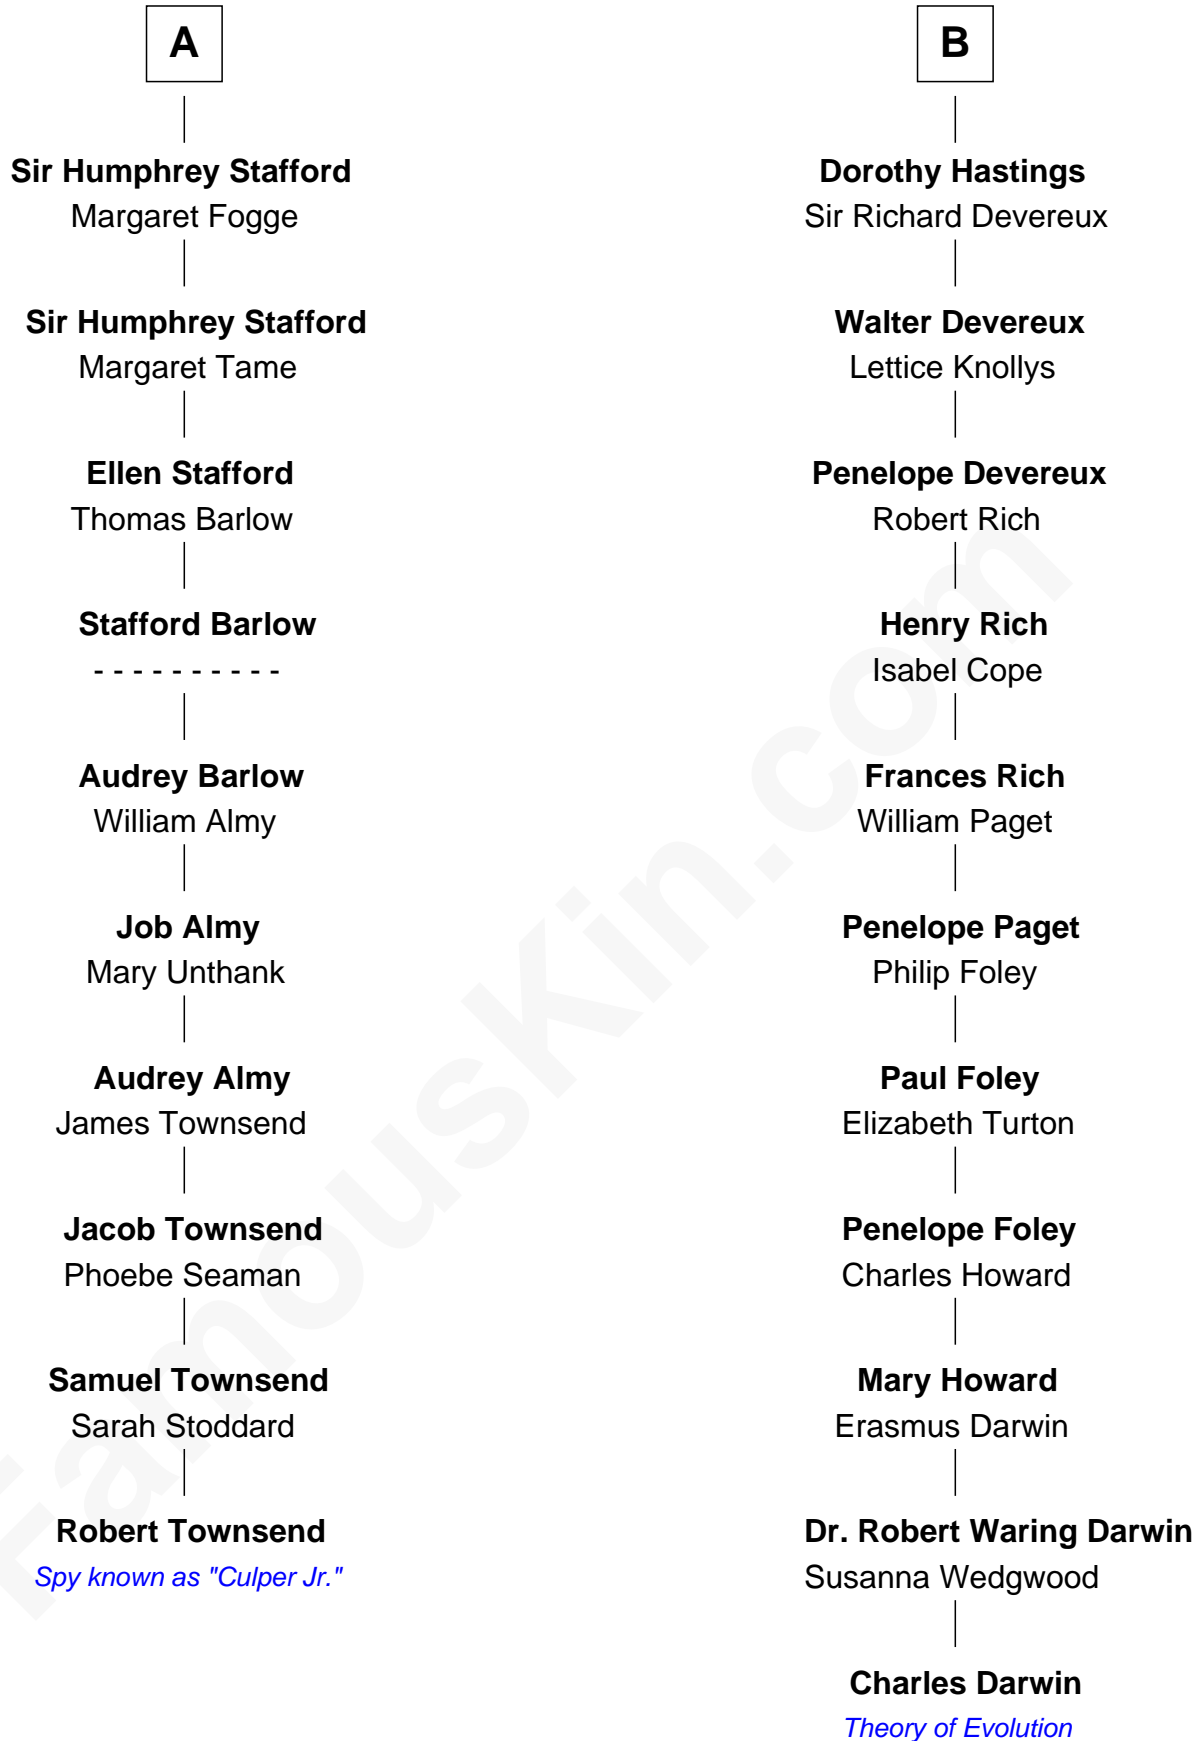 A
Sir Humphrey Stafford
Margaret Fogge
Sir Humphrey Stafford
Margaret Tame
Ellen Stafford
Thomas Barlow
Stafford Barlow
- - - - - - - - - -
Audrey Barlow
William Almy
Job Almy
Mary Unthank
Audrey Almy
James Townsend
Jacob Townsend
Phoebe Seaman
Samuel Townsend
Sarah Stoddard
Robert Townsend
Spy known as "Culper Jr."
B
Dorothy Hastings
Sir Richard Devereux
Walter Devereux
Lettice Knollys
Penelope Devereux
Robert Rich
Henry Rich
Isabel Cope
Frances Rich
William Paget
Penelope Paget
Philip Foley
Paul Foley
Elizabeth Turton
Penelope Foley
Charles Howard
Mary Howard
Erasmus Darwin
Dr. Robert Waring Darwin
Susanna Wedgwood
Charles Darwin
Theory of Evolution
FamousKin.com